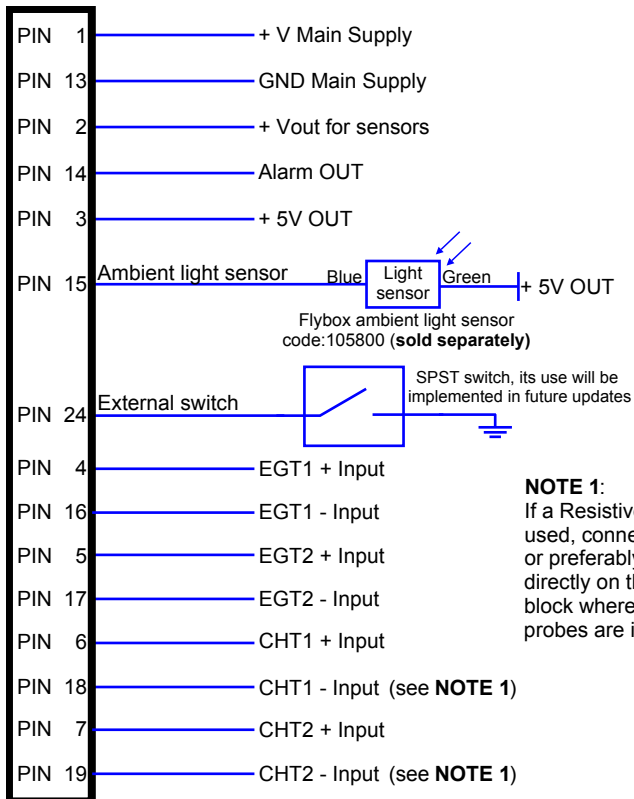 PIN 1 + V Main Supply
PIN 13 GND Main Supply
PIN 2 + Vout for sensors
PIN 14 Alarm OUT
PIN 3 + 5V OUT
PIN 15 Ambient light sensor Blue Light sensor Green + 5V OUT
Flybox ambient light sensor
code:105800 (sold separately)
SPST switch, its use will be
implemented in future updates
PIN 24 External switch
PIN 4 EGT1 + Input
PIN 16 EGT1 - Input
PIN 5 EGT2 + Input
PIN 17 EGT2 - Input
PIN 6 CHT1 + Input
PIN 18 CHT1 - Input (see NOTE 1)
PIN 7 CHT2 + Input
PIN 19 CHT2 - Input (see NOTE 1)
NOTE 1:
If a
used,
or preferably
directly on
block where
probes are